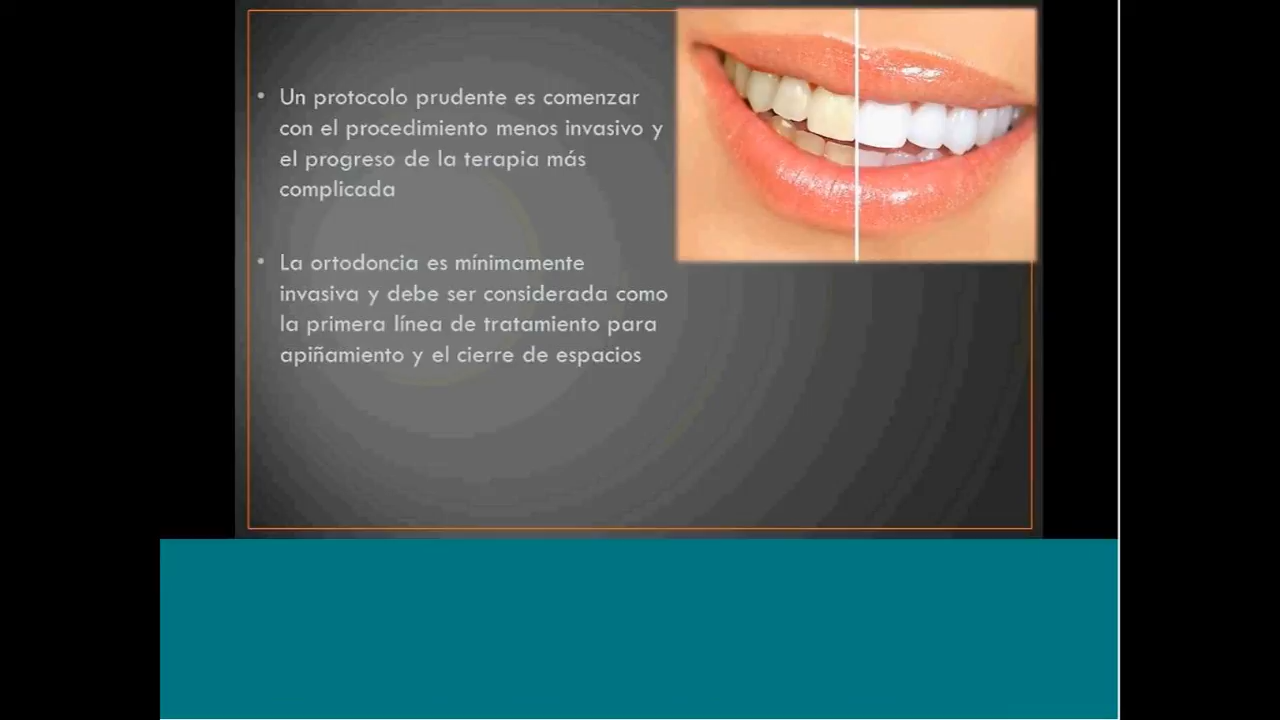 • Un protocolo prudente es comenzar
con el procedimiento menos invasivo y
el progreso de la terapia más
complicada
• La ortodoncia es mínimamente
invasiva y debe ser considerada como
la primera línea de tratamiento para
apiñamiento y el cierre de espacios